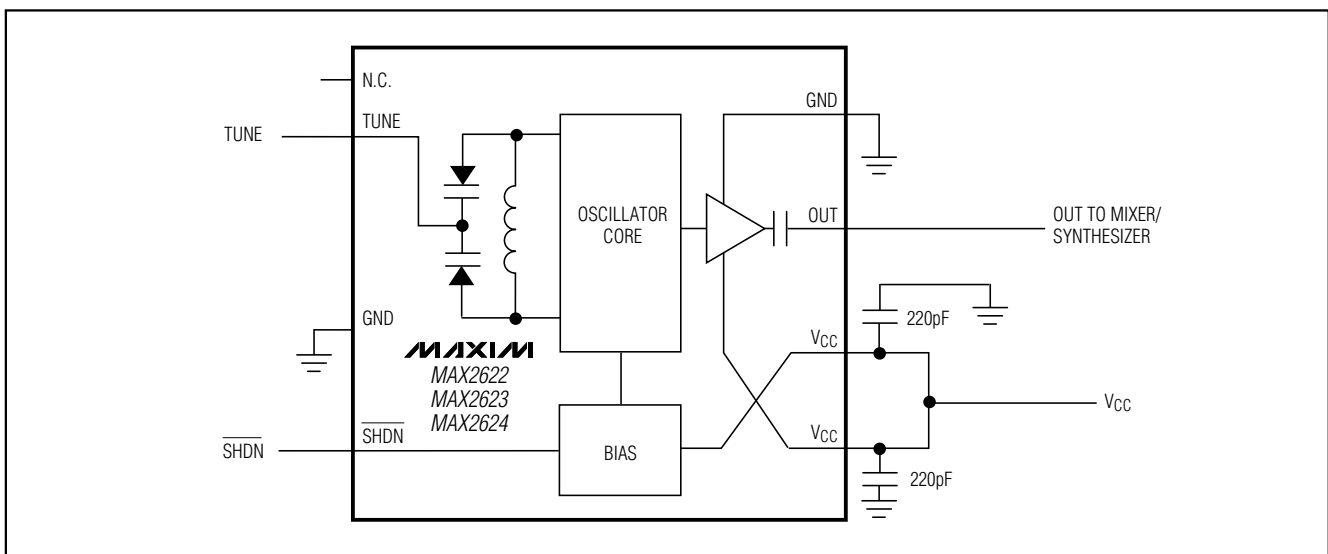 N.C.
GND
TUNE
TUNE
OSCILLATOR
CORE
OUT
OUT TO MIXER/
SYNTHESIZER
220pF
GND
VCC
MAXIM
MAX2622
MAX2623
MAX2624
VCC
SHDN
SHDN
BIAS
VCC
220pF